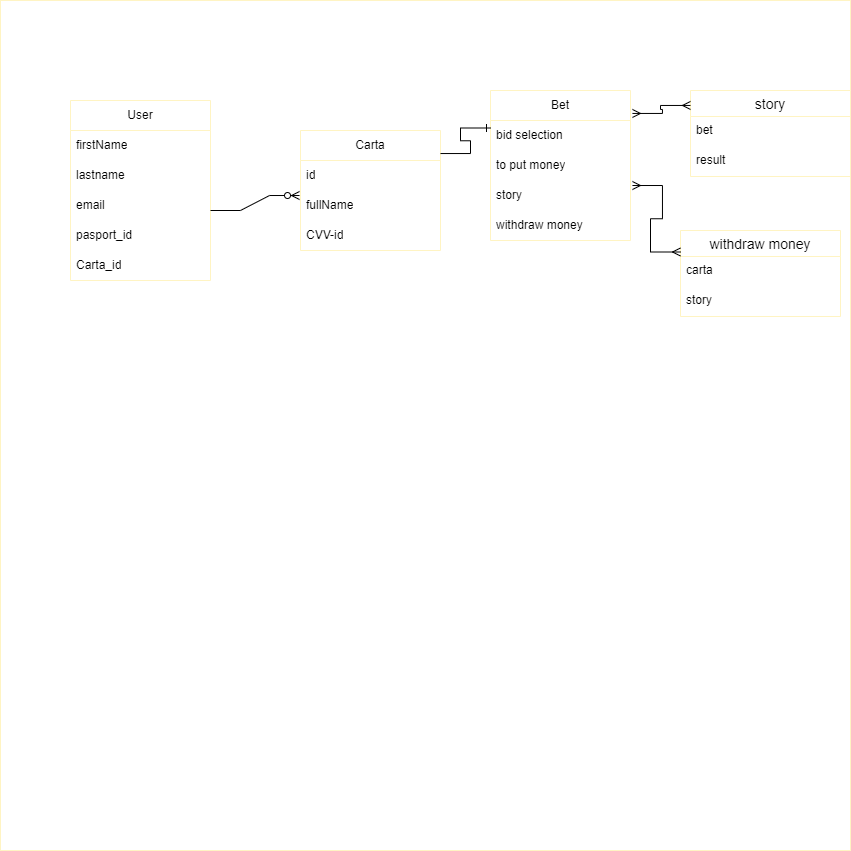 User
firstName
lastname
email
pasport_id
Carta_id
Carta
id
fullName
CVV-id
Bet
bid selection
to put money
story
withdraw money
story
bet
result
withdraw money
carta
story